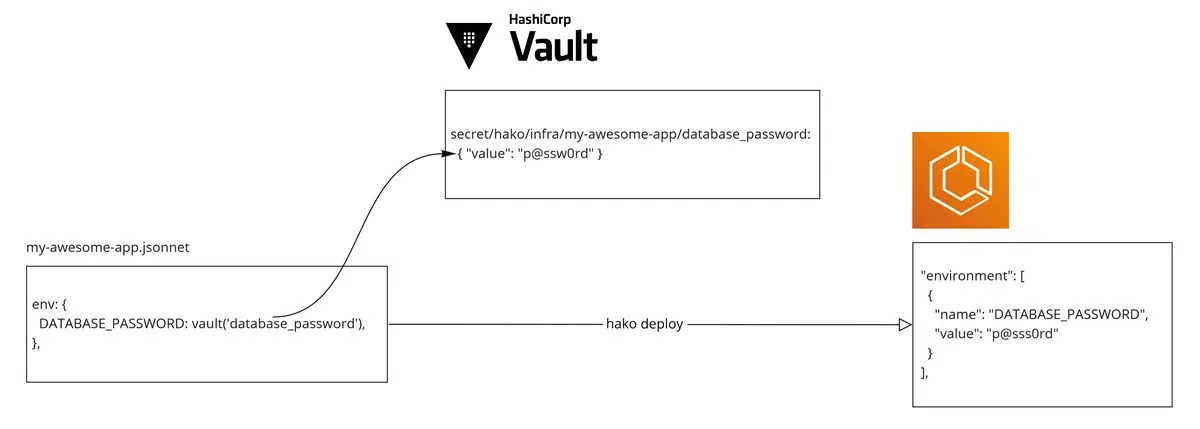 HashiCorp
Vault
secret/hako/infra/my-awesome-app/database_password:
{ "value": "p@ssw0rd" }
my-awesome-app.jsonnet
env: {
DATABASE_PASSWORD: vault('database_password'),
},
hako deploy
"environment": [
{
"name": "DATABASE_PASSWORD",
"value": "p@sss0rd"
}
],